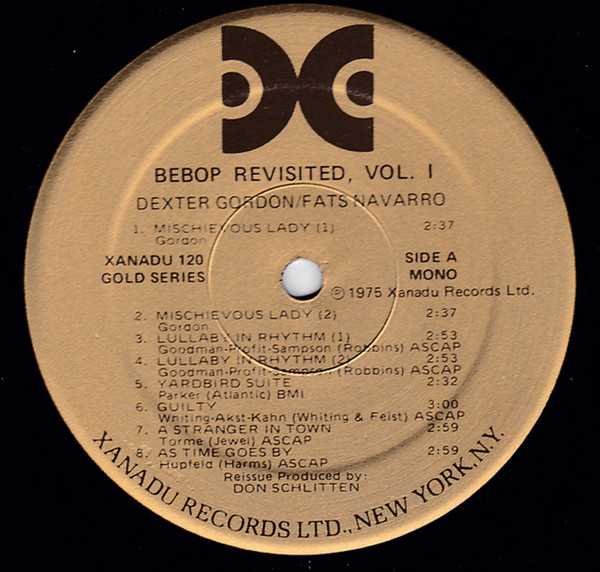 BEBOP REVISITED, VOL. I
DEXTER GORDON/FATS NAVARRO
1. MISCHIEVOUS LADY (1) 2:37
Gordon
XANADU 120 SIDE A
GOLD SERIES MONO
℗ 1975 Xanadu Records Ltd.
2. MISCHIEVOUS LADY (2) 2:37
Gordon
3. LULLABY IN RHYTHM (1) 2:53
Goodman-Profit-Sampson (Robbins) ASCAP
4. LULLABY IN RHYTHM (2) 2:53
Goodman-Profit-Sampson (Robbins) ASCAP
5. YARDBIRD SUITE 2:32
Parker (Atlantic) BMI
6. GUILTY 3:00
Whiting-Akst-Kahn (Whiting & Feist) ASCAP
7. A STRANGER IN TOWN 2:59
Torme (Jewel) ASCAP
8. AS TIME GOES BY 2:59
Hupfeld (Harms) ASCAP
Reissue Produced by:
DON SCHLITTEN
XANADU RECORDS LTD., NEW YORK, N.Y.